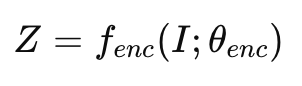 Z = f_{enc}(I; θ_{enc})